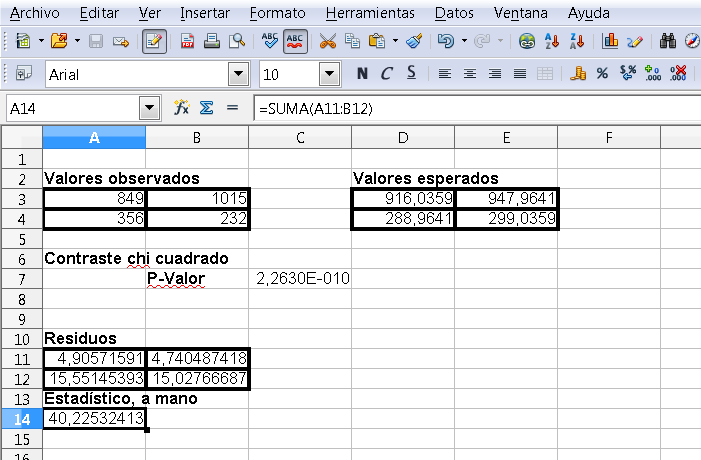 Archivo Editar Ver Insertar Formato Herramientas Datos Ventana Ayuda
Arial 10 N C S
A14 =SUMA(A11:B12)
A B C D E F
1
2 Valores observados Valores esperados
3 849 1015 916,0359 947,9641
4 356 232 288,9641 299,0359
5
6 Contraste chi cuadrado
7 P-Valor 2,2630E-010
8
9
10 Residuos
11 4,90571591 4,740487418
12 15,55145393 15,02766687
13 Estadístico, a mano
14 40,22532413
15
16